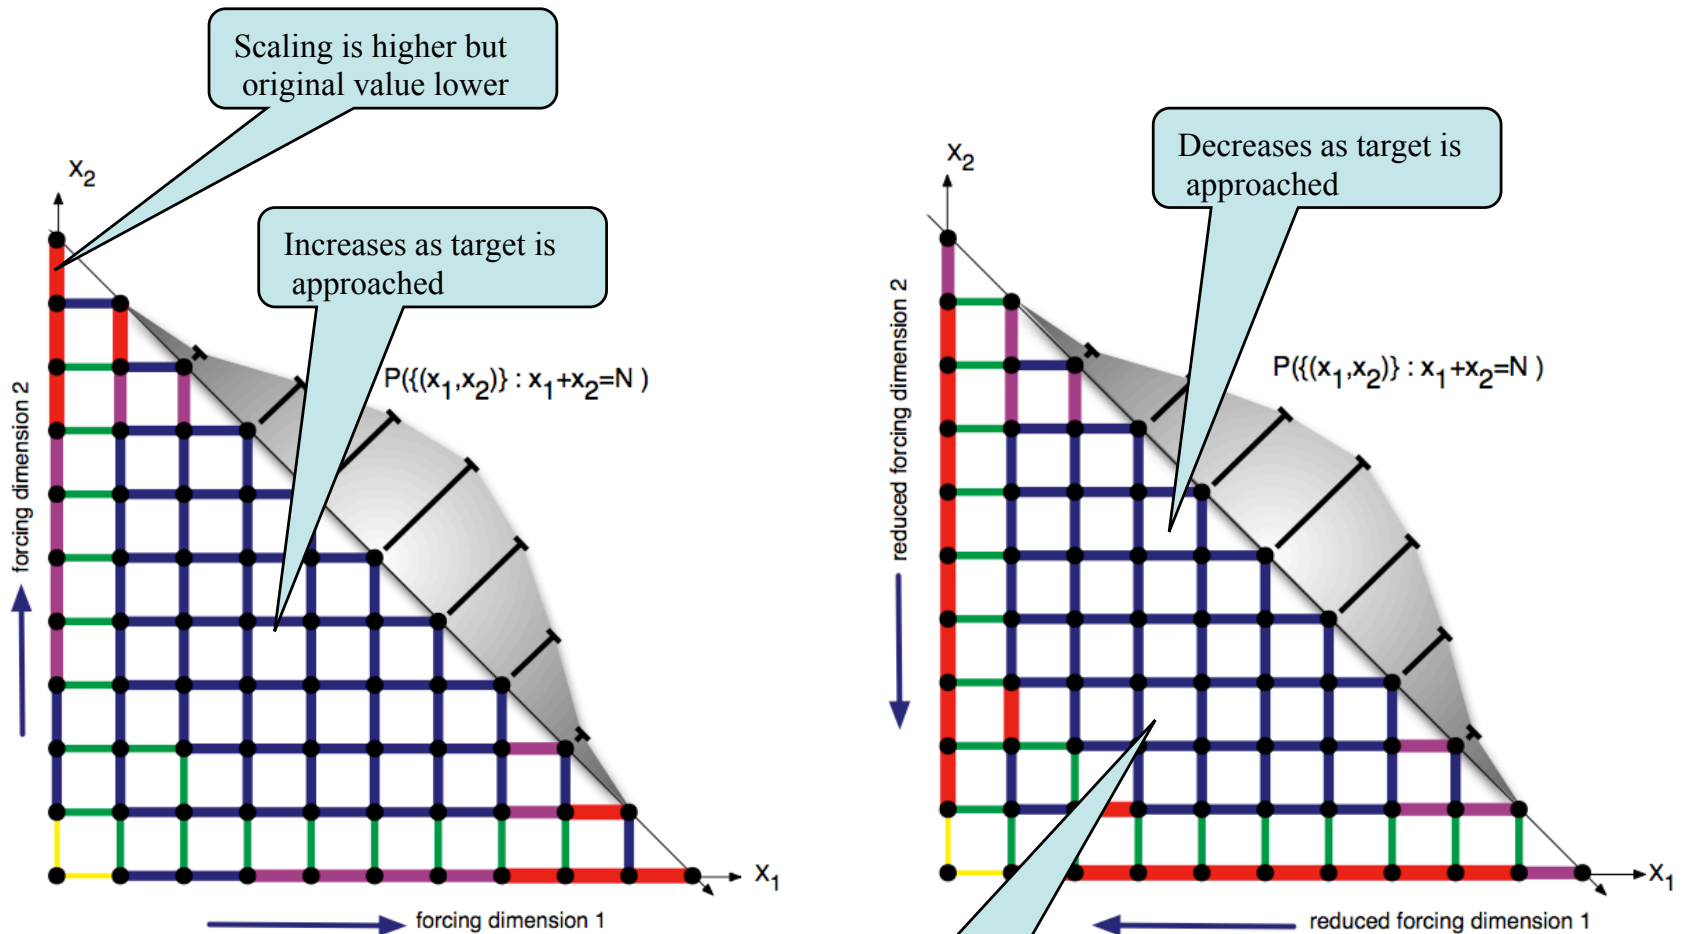 Scaling is higher but
original value lower
X2
Increases as target is
approached
P({(x1,x2)} : x1+x2=N )
forcing dimension 2
X1
forcing dimension 1
Decreases as target is
approached
X2
P({(x1,x2)} : x1+x2=N )
reduced forcing dimension 2
X1
reduced forcing dimension 1